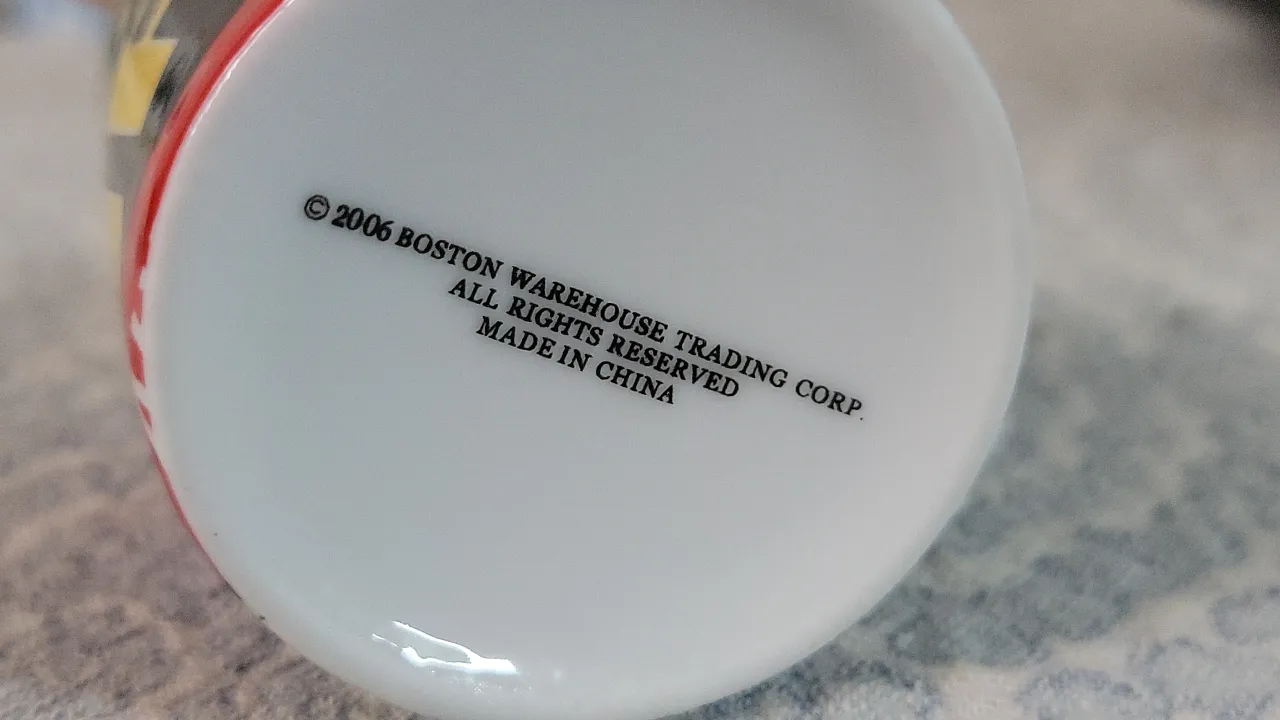 © 2006 BOSTON WAREHOUSE TRADING CORP.
ALL RIGHTS RESERVED
MADE IN CHINA